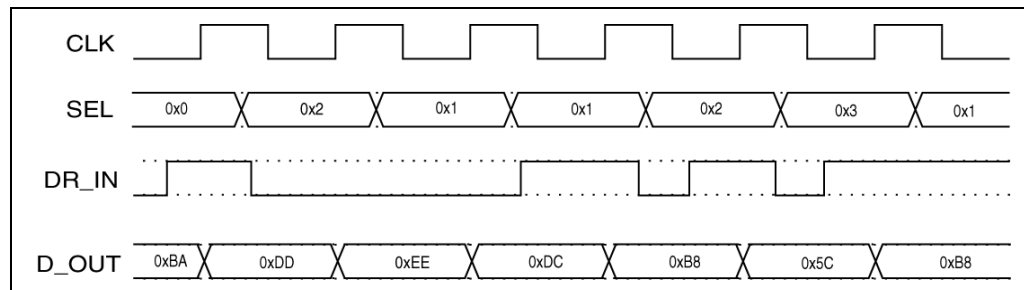 CLK
SEL 0x0 0x2 0x1 0x1 0x2 0x3 0x1
DR_IN
D_OUT 0xBA 0xDD 0xEE 0xDC 0xB8 0x5C 0xB8